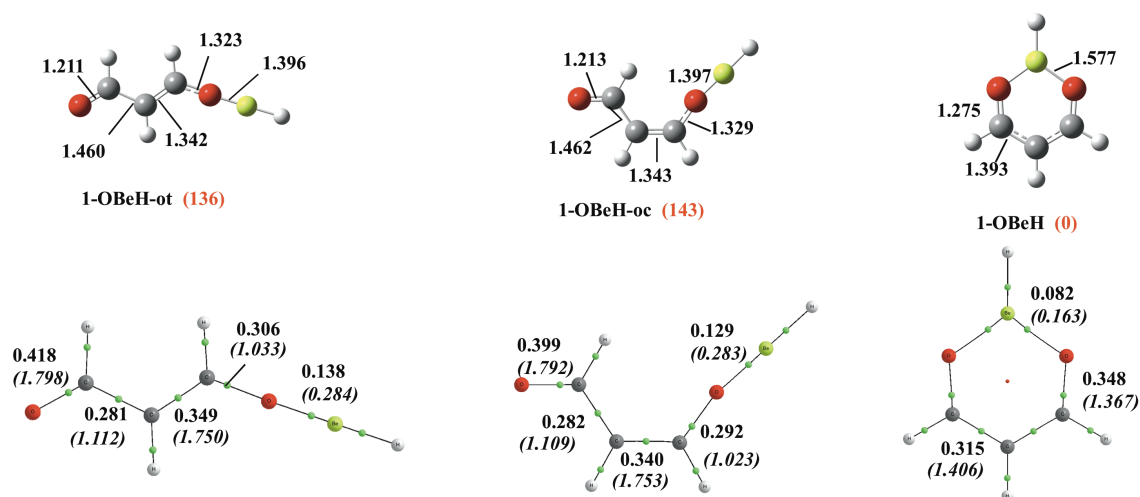 1.211
1.323
1.396
1.460
1.342
1-OBeH-ot (136)
1.213
1.397
1.462
1.329
1.343
1-OBeH-oc (143)
1.577
1.275
1.393
1-OBeH (0)
H
H
C
C
C
H
O
O
Be
H
0.418
(1.798)
0.281
(1.112)
0.349
(1.750)
0.306
(1.033)
0.138
(0.284)
H
O
C
C
C
H
H
O
Be
H
0.399
(1.792)
0.282
(1.109)
0.340
(1.753)
0.292
(1.023)
0.129
(0.283)
H
Be
O
O
C
C
C
H
H
H
0.082
(0.163)
0.348
(1.367)
0.315
(1.406)